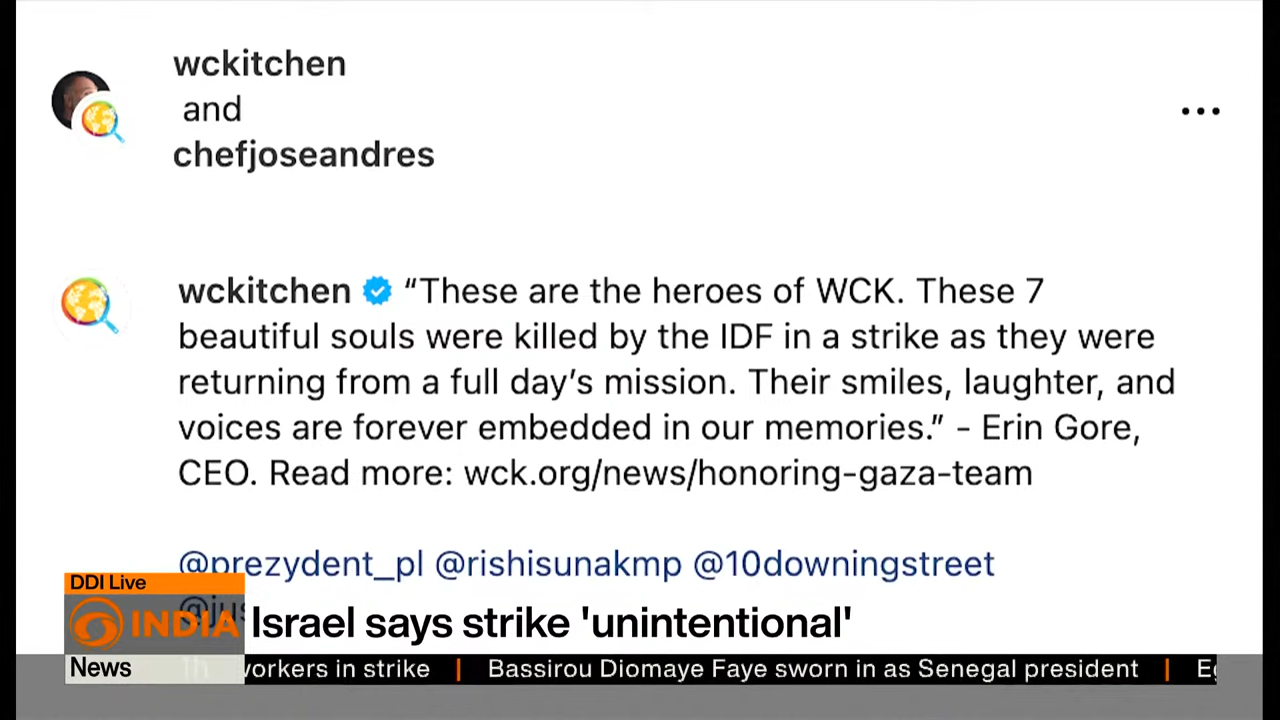 wckitchen
and
chefjoseandres
wckitchen “These are the heroes of WCK. These 7
beautiful souls were killed by the IDF in a strike as they were
returning from a full day’s mission. Their smiles, laughter, and
voices are forever embedded in our memories.” - Erin Gore,
CEO. Read more: wck.org/news/honoring-gaza-team
@prezydent_pl @rishisunakmp @10downingstreet
DDI Live
INDIA
Israel says strike 'unintentional'
News
workers in strike | Bassirou Diomaye Faye sworn in as Senegal president |